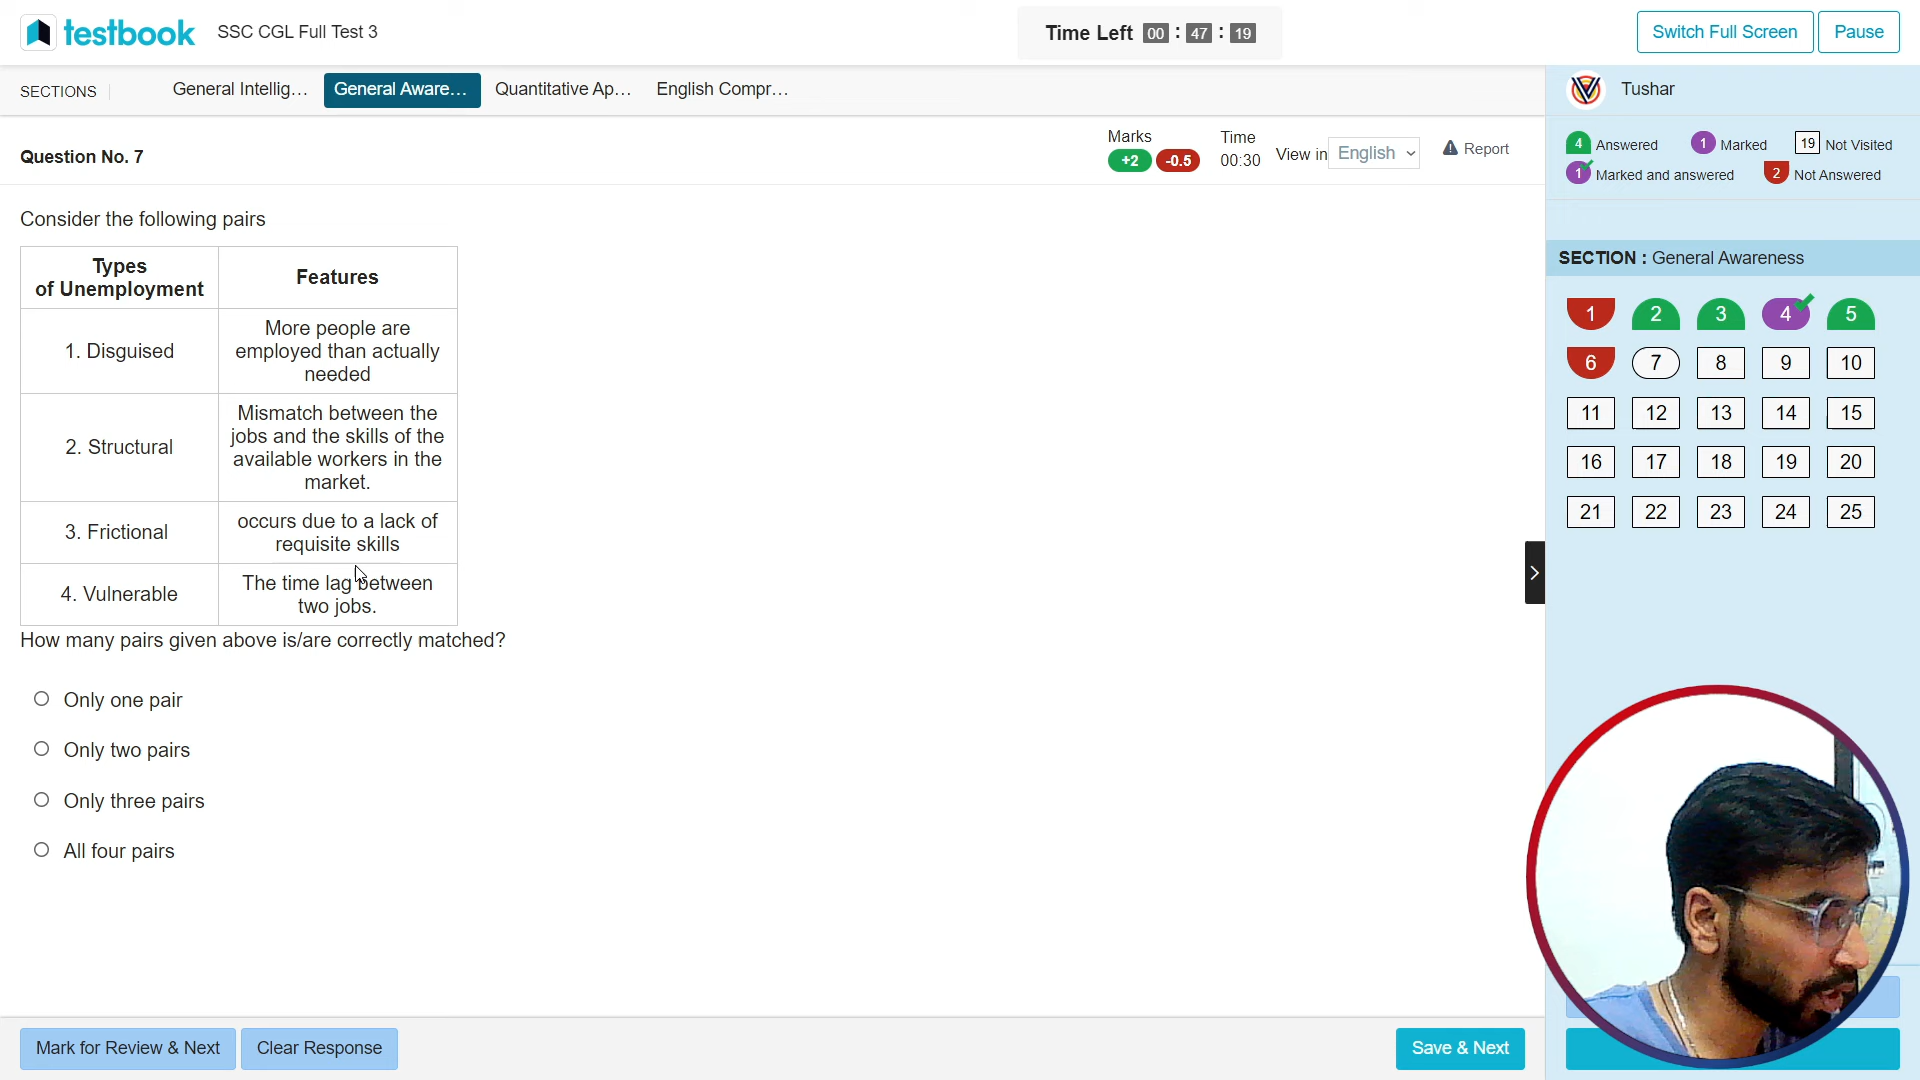 testbook SSC CGL Full Test 3 Time Left 00 : 47 : 19 Switch Full Screen Pause
SECTIONS General Intellig... General Aware... Quantitative Ap... English Compr... Tushar
Question No. 7 Marks +2 -0.5 Time 00:30 View in English Report
4 Answered 1 Marked 19 Not Visited
1 Marked and answered 2 Not Answered
Consider the following pairs
Types
of Unemployment
Features
1. Disguised
More people are
employed than actually
needed
2. Structural
Mismatch between the
jobs and the skills of the
available workers in the
market.
3. Frictional
occurs due to a lack of
requisite skills
4. Vulnerable
The time lag between
two jobs.
How many pairs given above is/are correctly matched?
Only one pair
Only two pairs
Only three pairs
All four pairs
SECTION : General Awareness
1 2 3 4 5
6 7 8 9 10
11 12 13 14 15
16 17 18 19 20
21 22 23 24 25
Mark for Review & Next Clear Response Save & Next